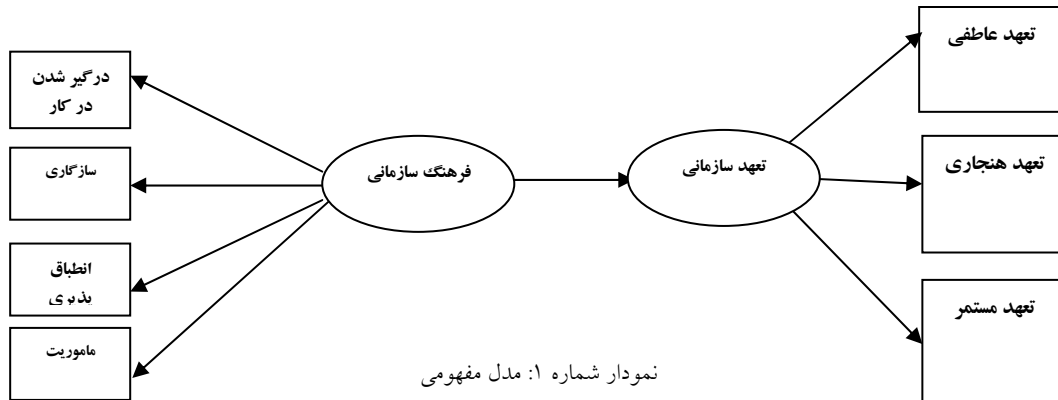 تعهد عاطفی
تعهد هنجاری
تعهد مستمر
تعهد سازمانی
فرهنگ سازمانی
درگیر شدن
در کار
سازگاری
انطباق
پذیری
ماموریت
نمودار شماره ۱: مدل مفهومی